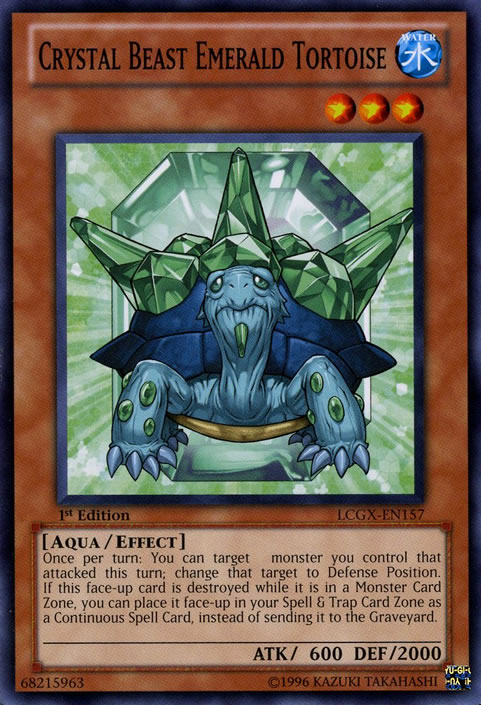 CRYSTAL BEAST EMERALD TORTOISE
WATER
水
1st Edition
LCGX-EN157
[AQUA / EFFECT]
Once per turn: You can target monster you control that
attacked this turn; change that target to Defense Position.
If this face-up card is destroyed while it is in a Monster Card
Zone, you can place it face-up in your Spell & Trap Card Zone as
a Continuous Spell Card, instead of sending it to the Graveyard.
ATK/ 600 DEF/2000
68215963
©1996 KAZUKI TAKAHASHI